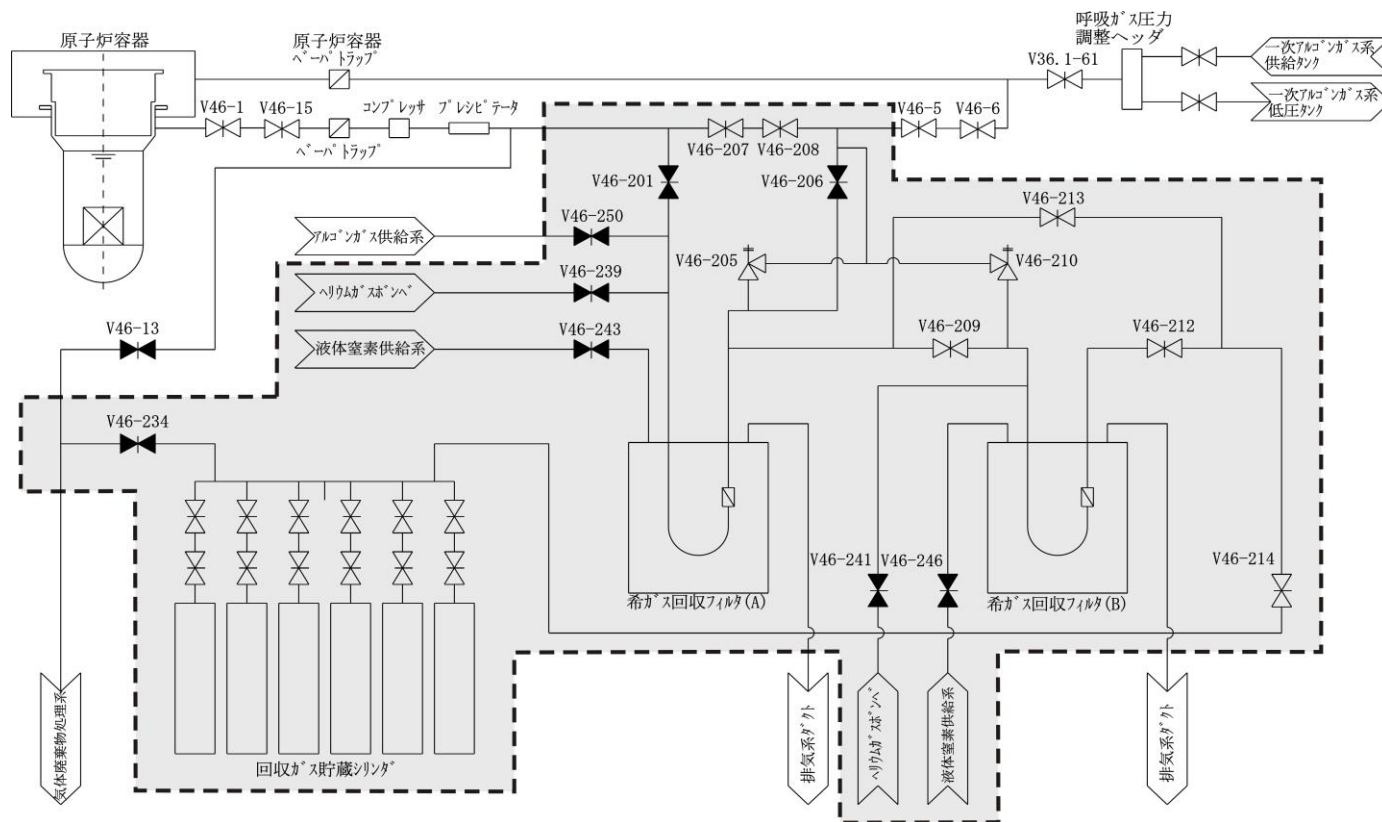 原子炉容器
原子炉容器
ベーパトラップ
呼吸ガス圧力
調整ヘッダ
V36.1-61
一次アルゴンガス系
供給タンク
一次アルゴンガス系
低圧タンク
V46-1
V46-15
コンプレッサ
プレシピテータ
V46-5
V46-6
ベーパトラップ
V46-207
V46-208
V46-201
V46-206
V46-213
V46-250
アルゴンガス供給系
V46-205
V46-210
V46-239
ヘリウムガスボンベ
V46-13
V46-243
液体窒素供給系
V46-209
V46-212
V46-234
V46-241
V46-246
V46-214
希ガス回収フィルタ(A)
希ガス回収フィルタ(B)
気体廃棄物処理系
回収ガス貯蔵シリンダ
排気系ダクト
ヘリウムガスボンベ
液体窒素供給系
排気系ダクト